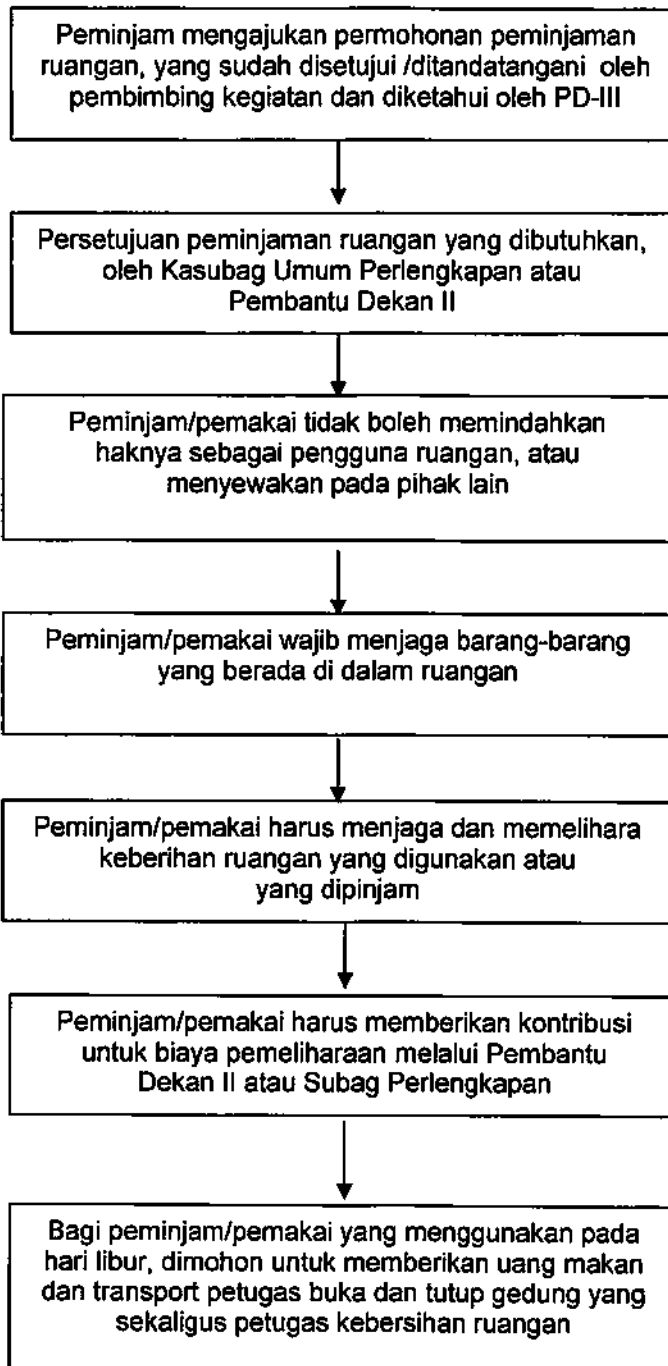 Peminjam mengajukan permohonan peminjaman
ruangan, yang sudah disetujui /ditandatangani oleh
pembimbing kegiatan dan diketahui oleh PD-III
Persetujuan peminjaman ruangan yang dibutuhkan,
oleh Kasubag Umum Perlengkapan atau
Pembantu Dekan II
Peminjam/pemakai tidak boleh memindahkan
haknya sebagai pengguna ruangan, atau
menyewakan pada pihak lain
Peminjam/pemakai wajib menjaga barang-barang
yang berada di dalam ruangan
Peminjam/pemakai harus menjaga dan memelihara
keberihan ruangan yang digunakan atau
yang dipinjam
Peminjam/pemakai harus memberikan kontribusi
untuk biaya pemeliharaan melalui Pembantu
Dekan II atau Subag Perlengkapan
Bagi peminjam/pemakai yang menggunakan pada
hari libur, dimohon untuk memberikan uang makan
dan transport petugas buka dan tutup gedung yang
sekaligus petugas kebersihan ruangan